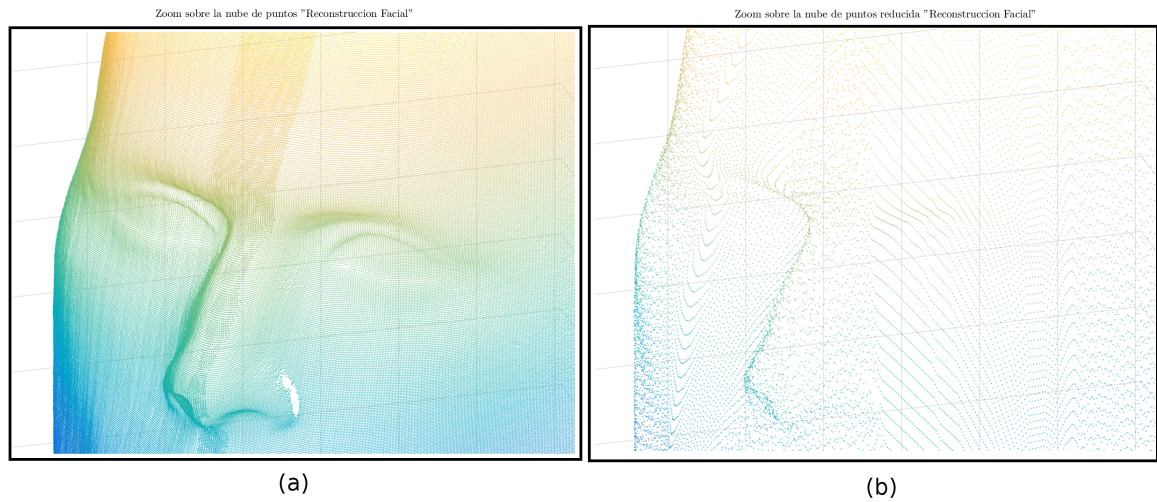 Zoom sobre la nube de puntos "Reconstruccion Facial"
Zoom sobre la nube de puntos reducida "Reconstruccion Facial"
(a)
(b)